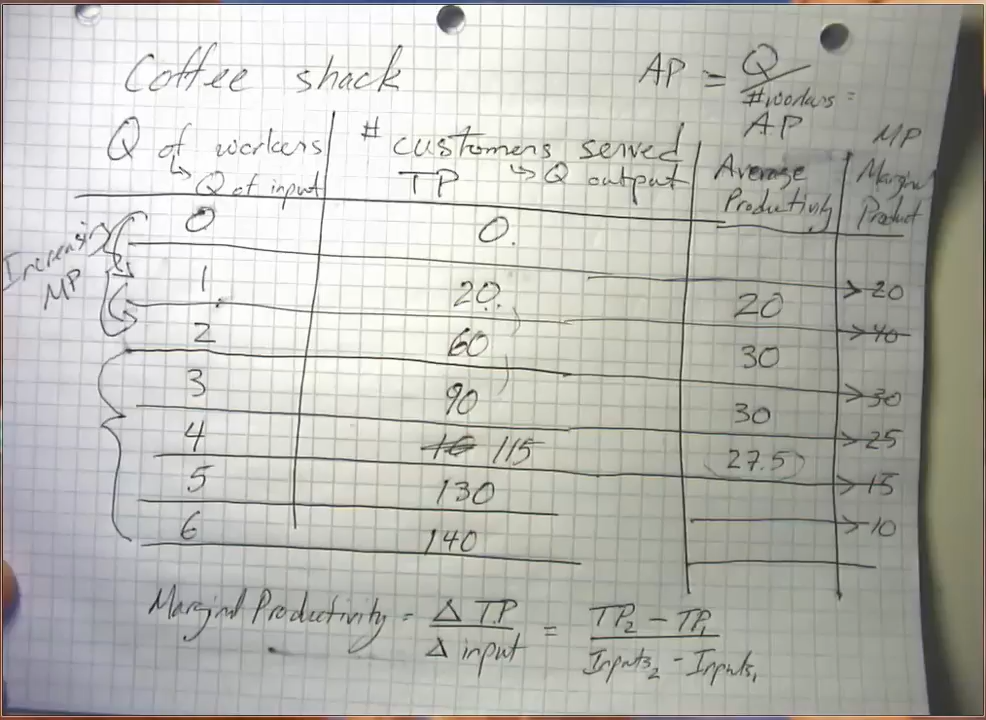 Coffee shack
AP = Q / # workers =
Q of workers | # customers served | AP | MP
↳ Q of input | TP ↳ Q output | Average Productivity | Marginal Product
0 | 0.
→ 20
1 | 20. | 20
→ 40
2 | 60 | 30
→ 30
3 | 90 | 30
→ 25
4 | 115 | 27.5
→ 15
5 | 130
→ 10
6 | 140
Increasing
MP
Marginal Productivity = Δ TP / Δ input = TP₂ - TP₁ / Inputs₂ - Inputs₁